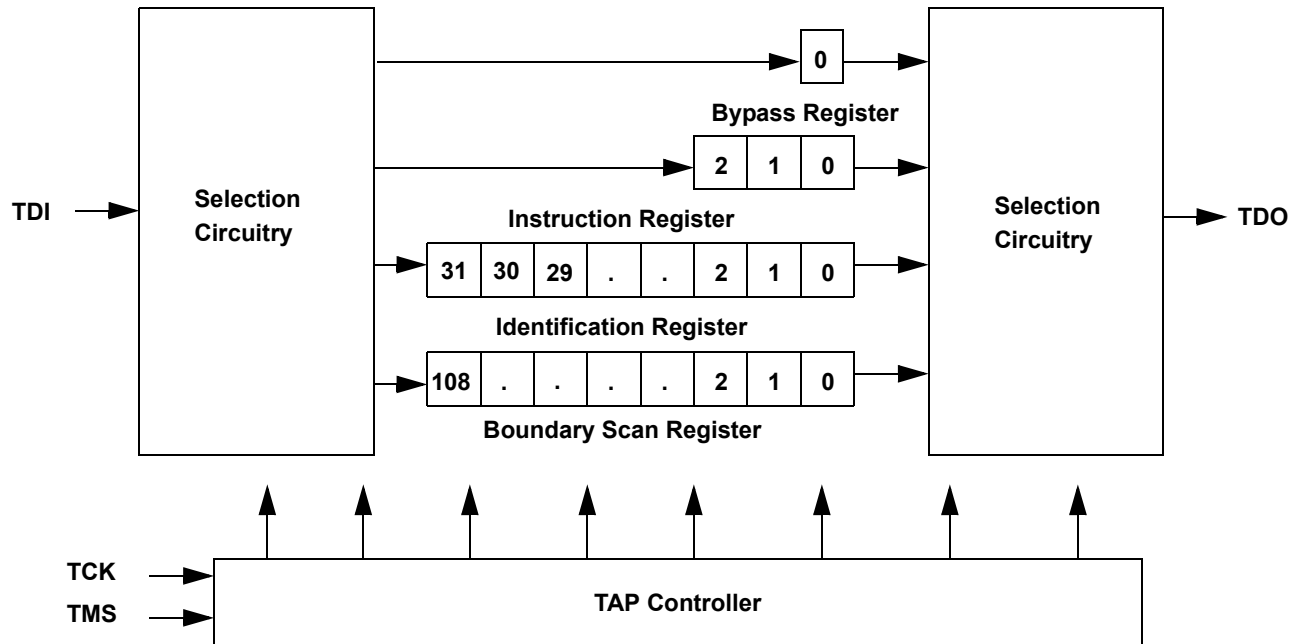 0
Bypass Register
2 1 0
Selection
Circuitry
Selection
Circuitry
TDI
TDO
Instruction Register
31 30 29 . . 2 1 0
Identification Register
108 . . . . 2 1 0
Boundary Scan Register
TCK
TMS
TAP Controller